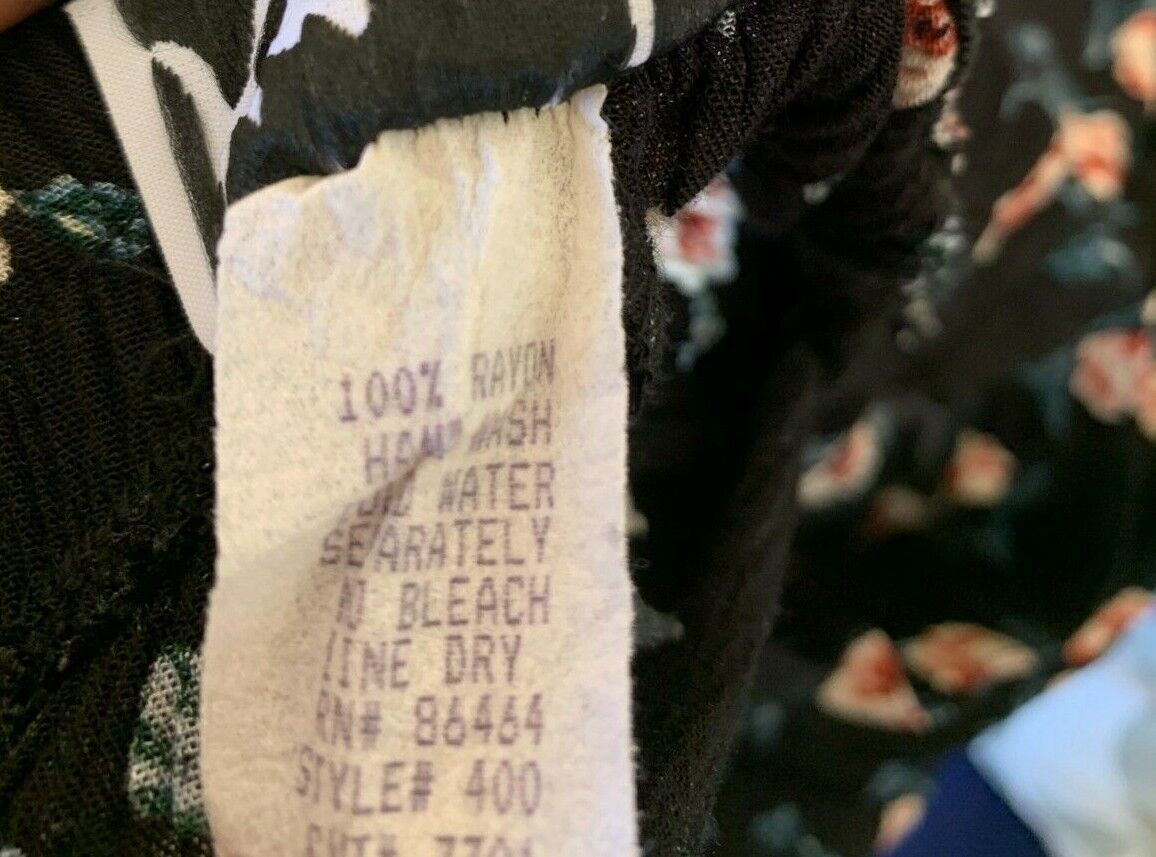 100% RAYON
HAND WASH
COLD WATER
SEPARATELY
NO BLEACH
LINE DRY
RN# 86464
STYLE# 400